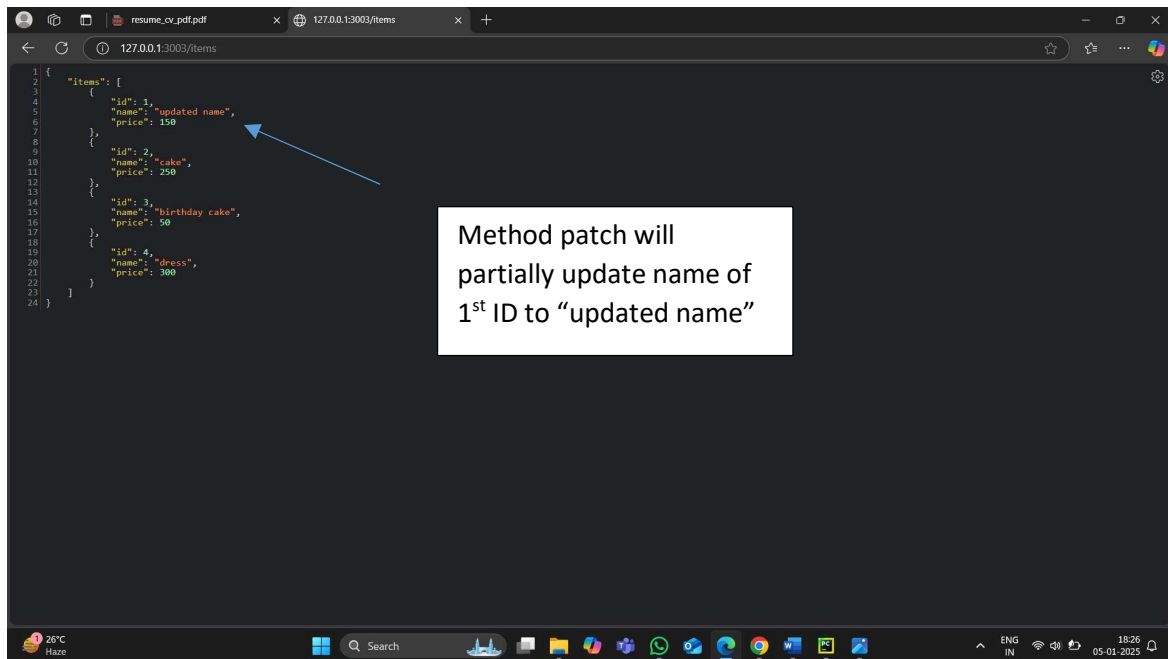 resume_cv_pdf.pdf
127.0.0.1:3003/items
127.0.0.1:3003/items
1 {
2 "items": [
3 {
4 "id": 1,
5 "name": "updated name",
6 "price": 150
7 },
8 {
9 "id": 2,
10 "name": "cake",
11 "price": 250
12 },
13 {
14 "id": 3,
15 "name": "birthday cake",
16 "price": 50
17 },
18 {
19 "id": 4,
20 "name": "dress",
21 "price": 300
22 }
23 ]
24 }
Method patch will
partially update name of
1st ID to “updated name”
1
26°C
Haze
Search
ENG
IN
18:26
05-01-2025